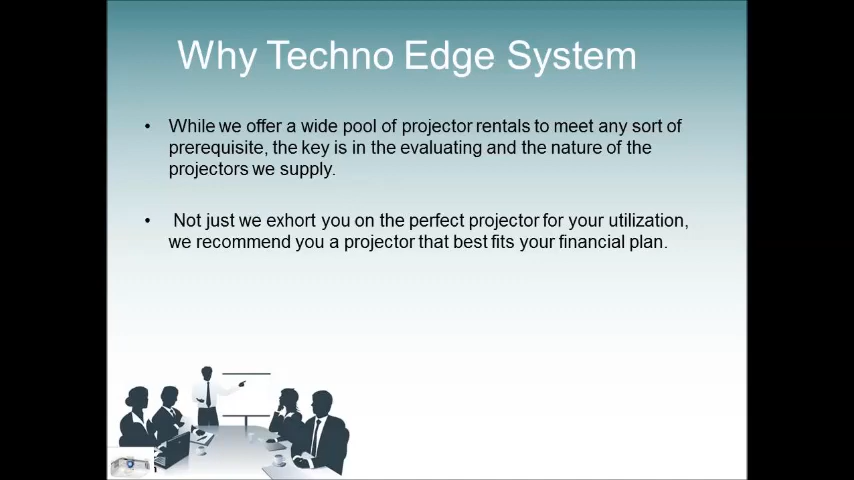 Why Techno Edge System
• While we offer a wide pool of projector rentals to meet any sort of
prerequisite, the key is in the evaluating and the nature of the
projectors we supply.
• Not just we exhort you on the perfect projector for your utilization,
we recommend you a projector that best fits your financial plan.